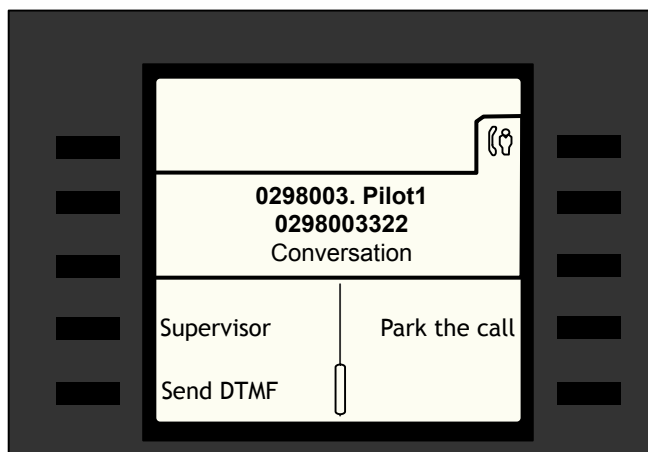 0298003. Pilot1
0298003322
Conversation
Supervisor Park the call
Send DTMF